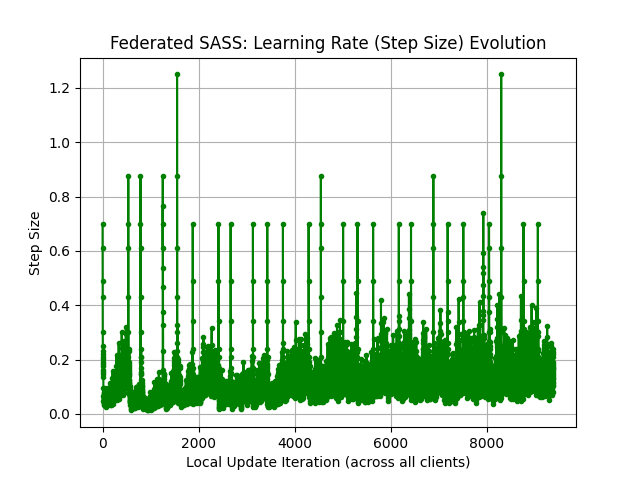 Federated SASS: Learning Rate (Step Size) Evolution
1.2
1.0
0.8
0.6
0.4
0.2
0.0
Step Size
0 2000 4000 6000 8000
Local Update Iteration (across all clients)